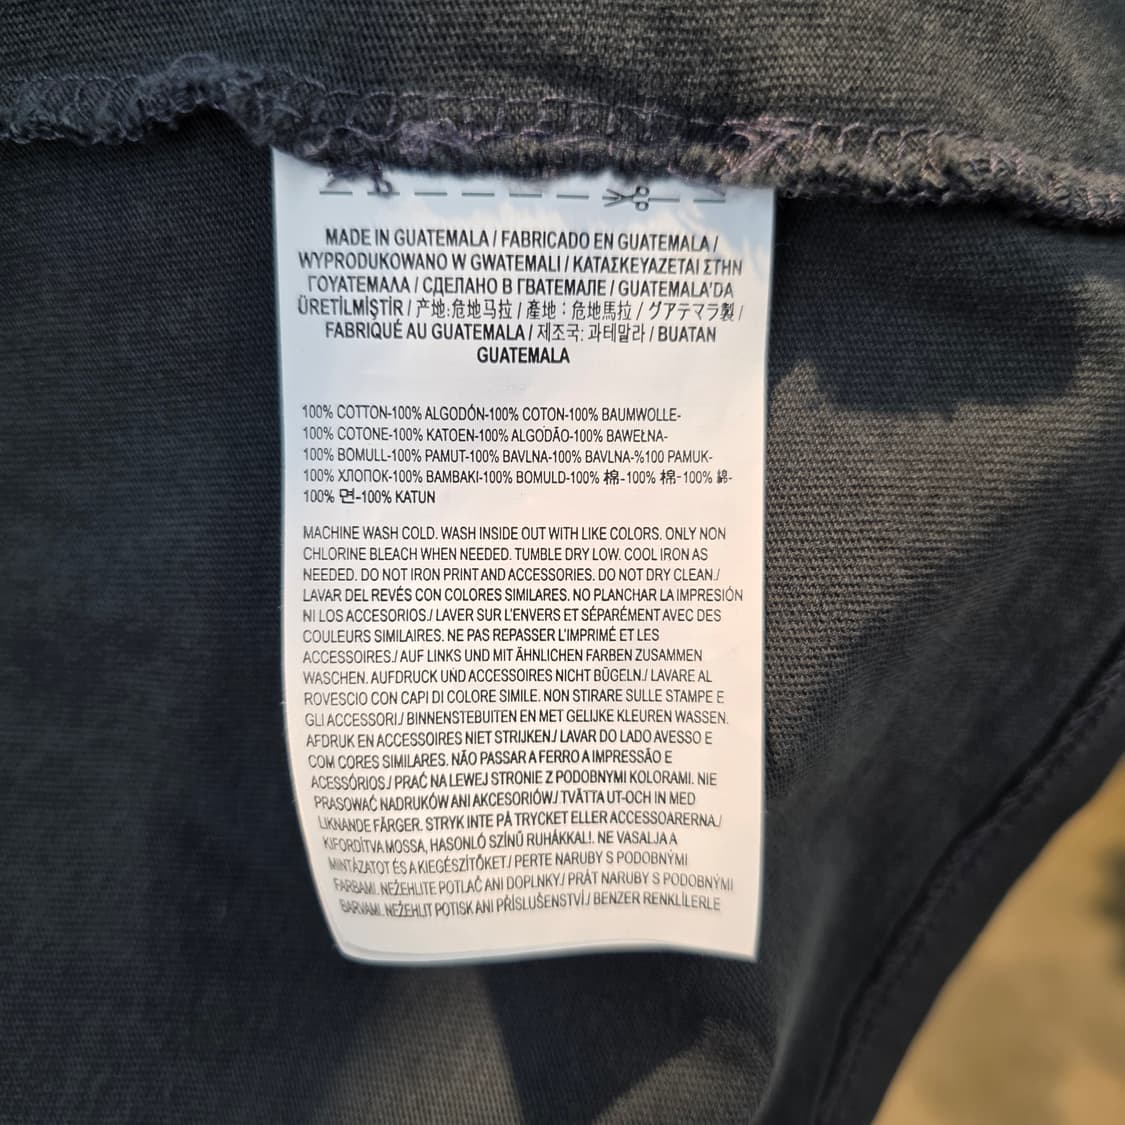 MADE IN GUATEMALA / FABRICADO EN GUATEMALA /
WYPRODUKOWANO W GWATEMALI / ΚΑΤΑΣΚΕΥΑΖΕΤΑΙ ΣΤΗΝ
ΓΟΥΑΤΕΜΑΛΑ / СДЕЛАНО В ГВАТЕМАЛЕ / GUATEMALA'DA
ÜRETİLMİŞTİR / 产地:危地马拉 / 產地：危地馬拉 / グアテマラ製 /
FABRIQUÉ AU GUATEMALA / 제조국: 과테말라 / BUATAN
GUATEMALA
100% COTTON-100% ALGODÓN-100% COTON-100% BAUMWOLLE-
100% COTONE-100% KATOEN-100% ALGODÃO-100% BAWEŁNA-
100% BOMULL-100% PAMUT-100% BAVLNA-100% BAVLNA-%100 PAMUK-
100% ХЛОПОК-100% ΒΑΜΒΑΚΙ-100% BOMULD-100% 棉-100% 棉-100% 綿-
100% 면-100% KATUN
MACHINE WASH COLD. WASH INSIDE OUT WITH LIKE COLORS. ONLY NON
CHLORINE BLEACH WHEN NEEDED. TUMBLE DRY LOW. COOL IRON AS
NEEDED. DO NOT IRON PRINT AND ACCESSORIES. DO NOT DRY CLEAN./
LAVAR DEL REVÉS CON COLORES SIMILARES. NO PLANCHAR LA IMPRESIÓN
NI LOS ACCESORIOS./ LAVER SUR L'ENVERS ET SÉPARÉMENT AVEC DES
COULEURS SIMILAIRES. NE PAS REPASSER L'IMPRIMÉ ET LES
ACCESSOIRES./ AUF LINKS UND MIT ÄHNLICHEN FARBEN ZUSAMMEN
WASCHEN. AUFDRUCK UND ACCESSOIRES NICHT BÜGELN./ LAVARE AL
ROVESCIO CON CAPI DI COLORE SIMILE. NON STIRARE SULLE STAMPE E
GLI ACCESSORI./ BINNENSTEBUITEN EN MET GELIJKE KLEUREN WASSEN.
AFDRUK EN ACCESSOIRES NIET STRIJKEN./ LAVAR DO LADO AVESSO E
COM CORES SIMILARES. NÃO PASSAR A FERRO A IMPRESSÃO E
ACESSÓRIOS./ PRAĆ NA LEWEJ STRONIE Z PODOBNYMI KOLORAMI. NIE
PRASOWAĆ NADRUKÓW ANI AKCESORIÓW./ TVÄTTA UT-OCH IN MED
LIKNANDE FÄRGER. STRYK INTE PÅ TRYCKET ELLER ACCESSOARERNA./
KIFORDÍTVA MOSSA, HASONLÓ SZÍNŰ RUHÁKKAL!. NE VASALJA A
MINTÁZATOT ÉS A KIEGÉSZÍTŐKET / PERTE NARUBY S PODOBNÝMI
FARBAMI. NEŽEHLITE POTLAČ ANI DOPLNKY./ PRÁT NARUBY S PODOBNÝMI
BARVAMI. NEŽEHLIT POTISK ANI PŘÍSLUŠENSTVÍ./ BENZER RENKLİLERLE